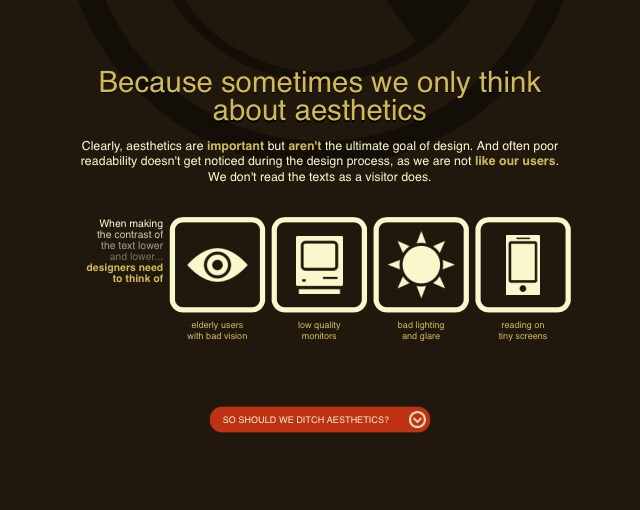 Because sometimes we only think
about aesthetics
Clearly, aesthetics are important but aren't the ultimate goal of design. And often poor
readability doesn't get noticed during the design process, as we are not like our users.
We don't read the texts as a visitor does.
When making
the contrast of
the text lower
and lower...
designers need
to think of
elderly users
with bad vision
low quality
monitors
bad lighting
and glare
reading on
tiny screens
SO SHOULD WE DITCH AESTHETICS?